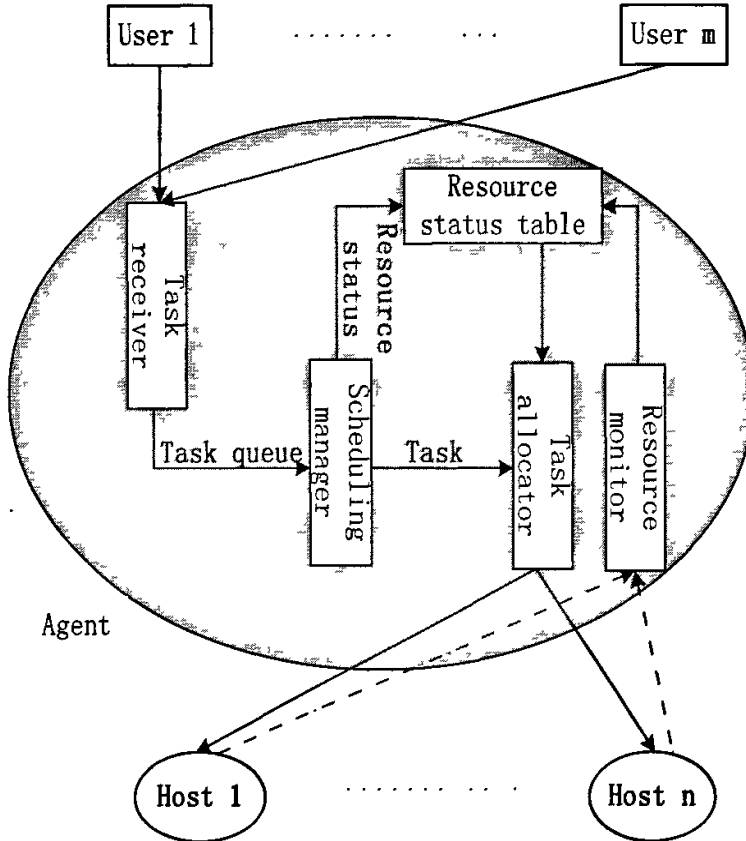 User 1
User m
Resource
status table
Task
receiver
Resource
status
Scheduling
manager
Task
allocator
Resource
monitor
Task queue
Task
Agent
Host 1
Host n